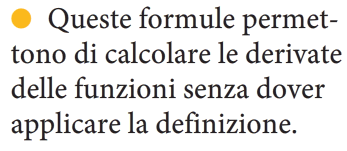 ● Queste formule permet-
tono di calcolare le derivate
delle funzioni senza dover
applicare la definizione.